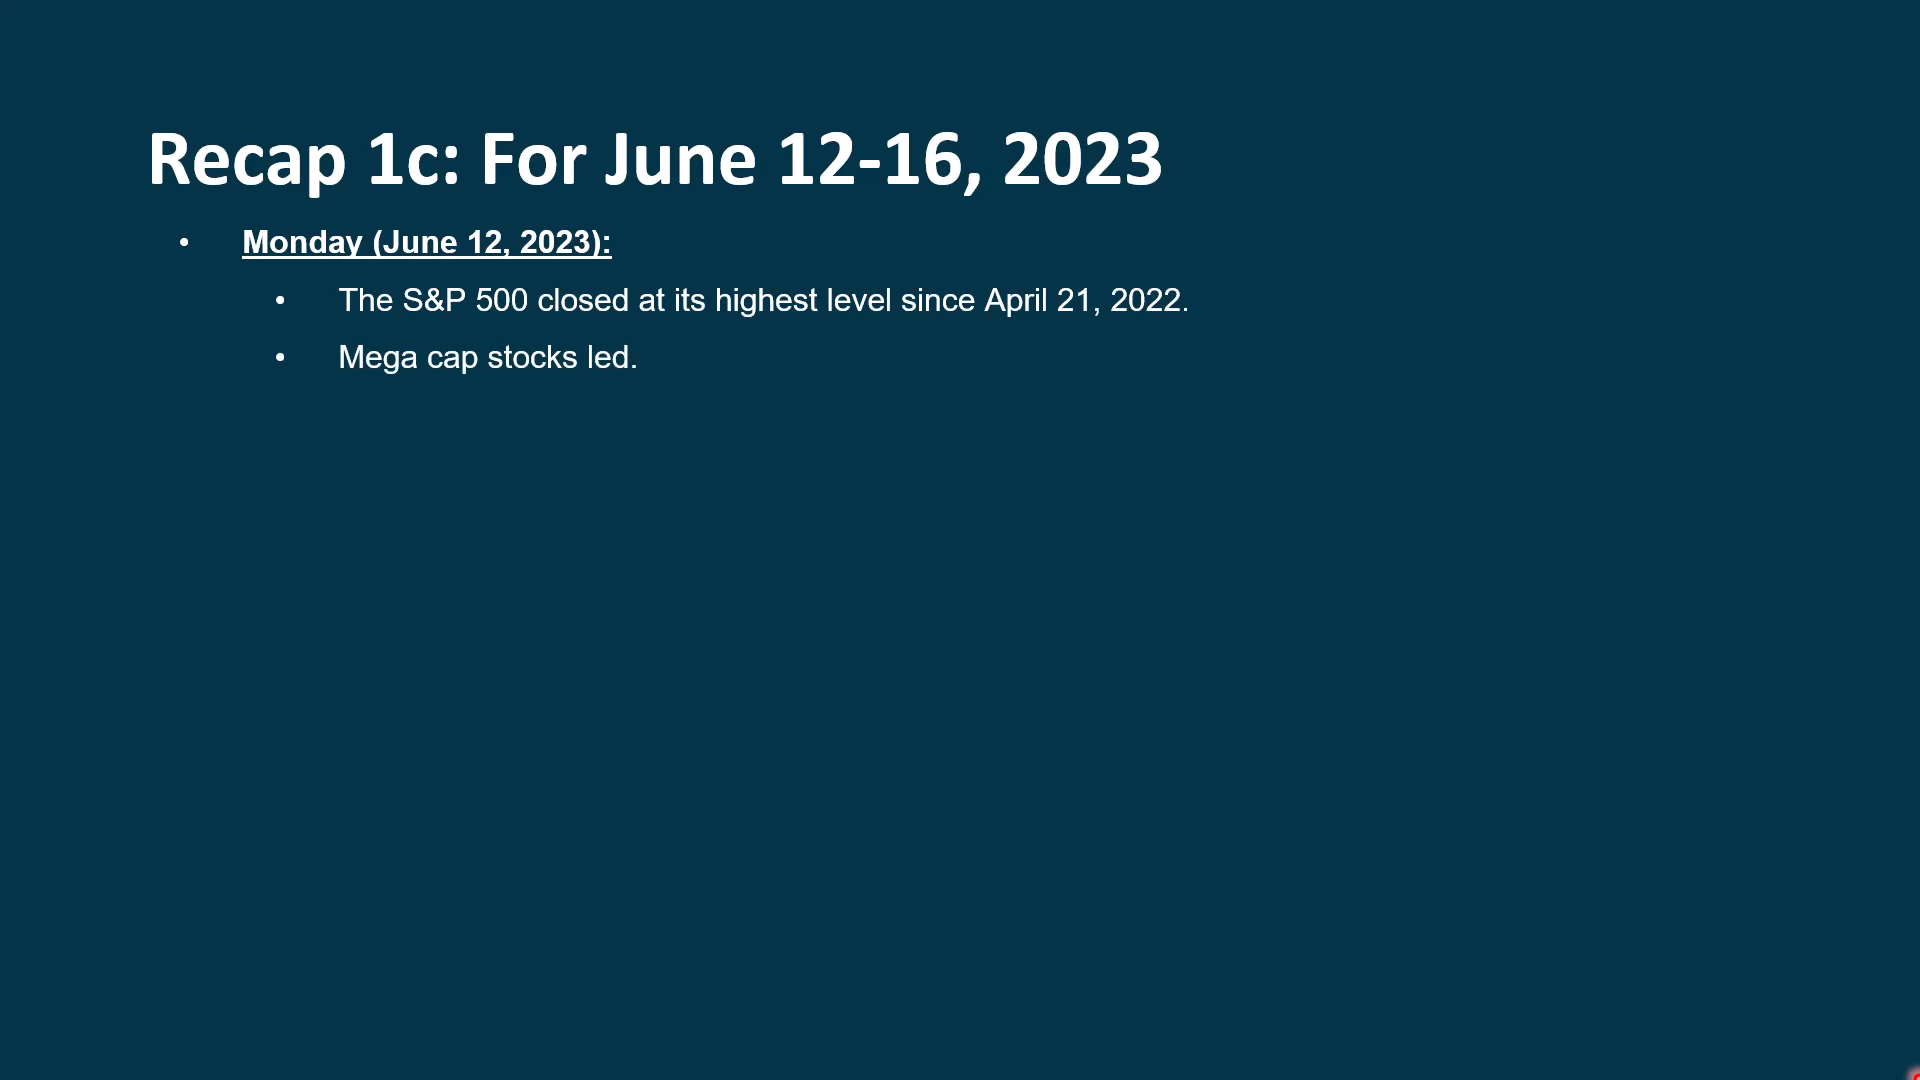 Recap 1c: For June 12-16, 2023
• Monday (June 12, 2023):
• The S&P 500 closed at its highest level since April 21, 2022.
• Mega cap stocks led.